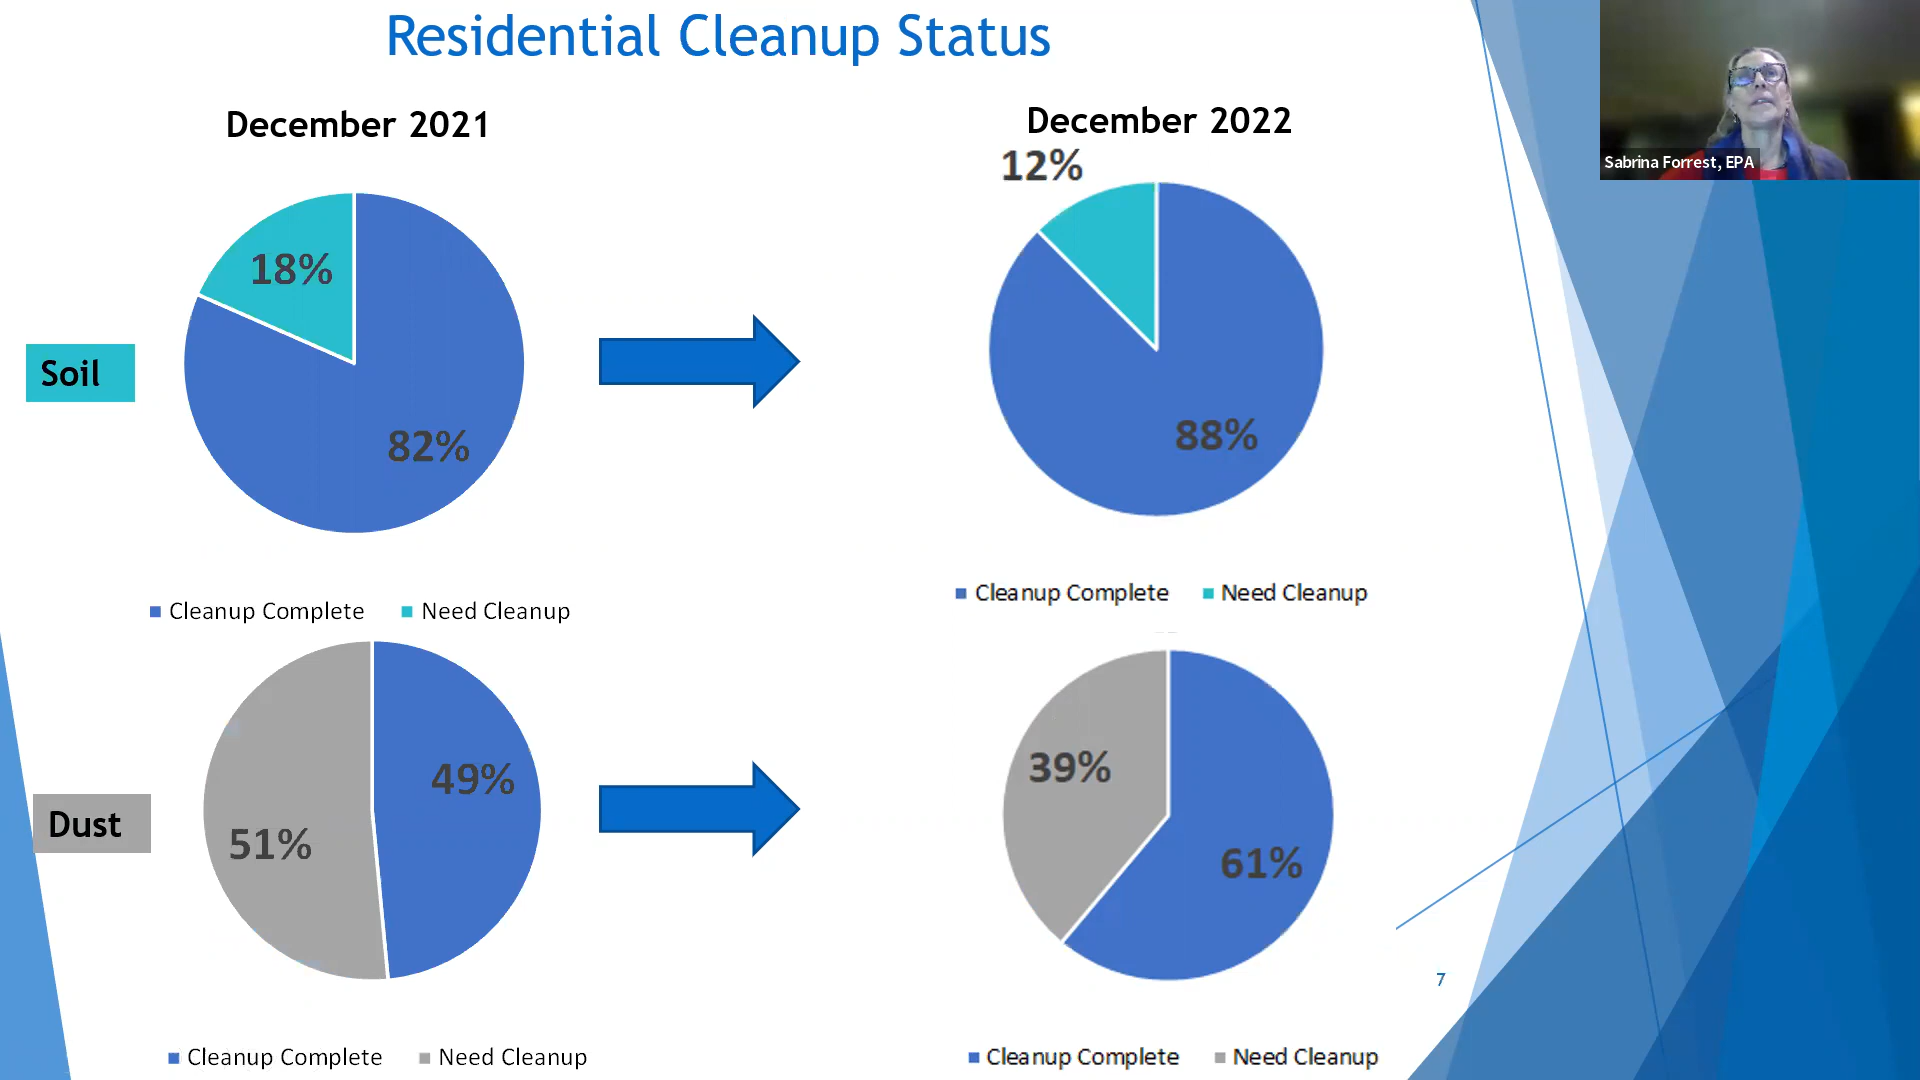 Residential Cleanup Status
December 2021
December 2022
Sabrina Forrest, EPA
Soil
18%
82%
12%
88%
Cleanup Complete
Need Cleanup
Cleanup Complete
Need Cleanup
Dust
49%
51%
39%
61%
7
Cleanup Complete
Need Cleanup
Cleanup Complete
Need Cleanup